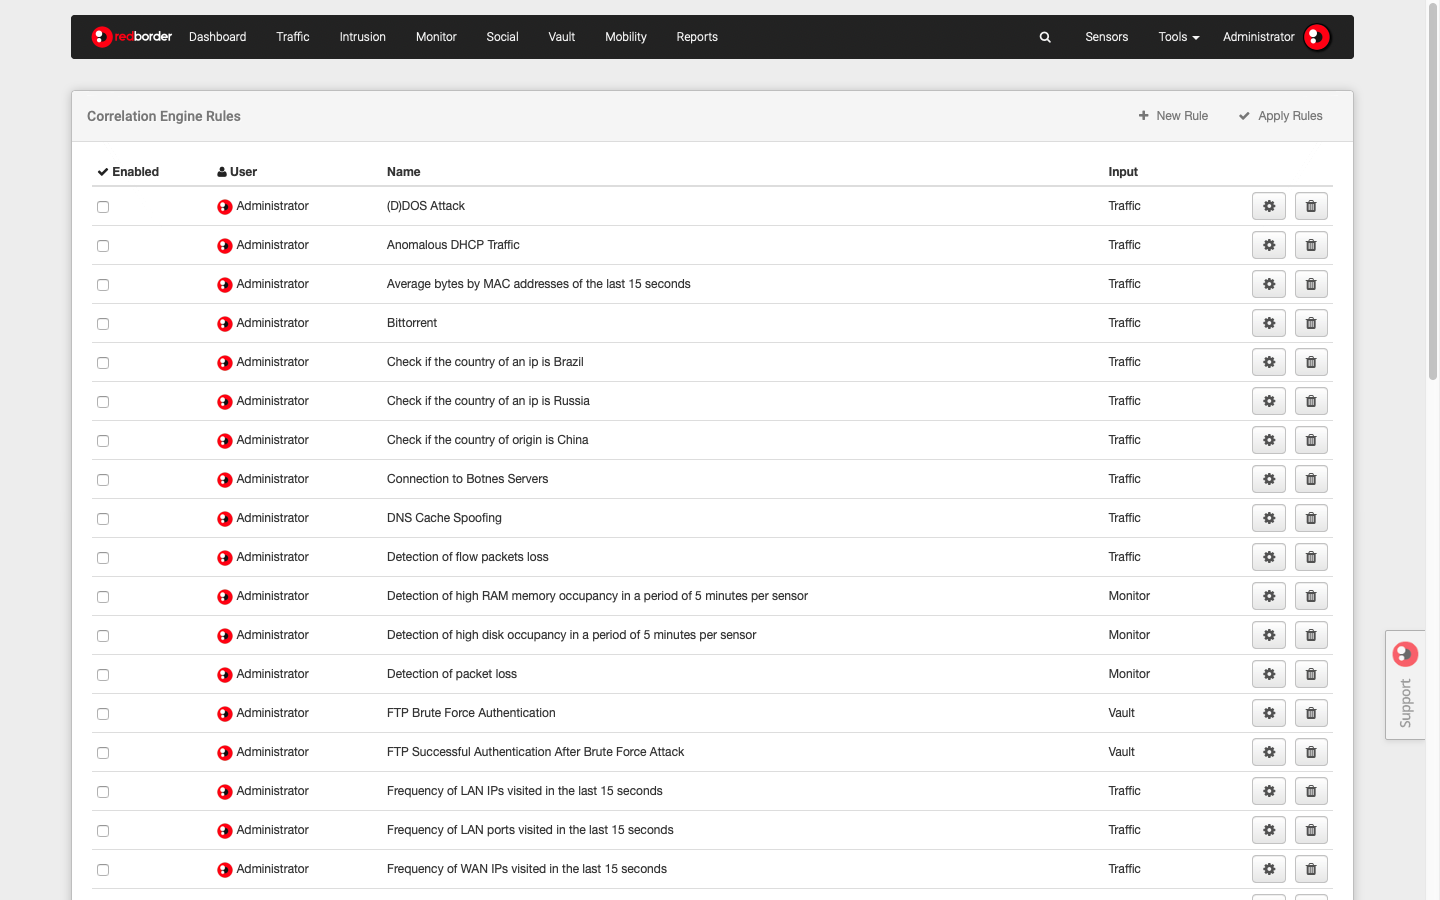 redborder Dashboard Traffic Intrusion Monitor Social Vault Mobility Reports Sensors Tools Administrator
Correlation Engine Rules New Rule Apply Rules
Enabled User Name Input
Administrator (D)DOS Attack Traffic
Administrator Anomalous DHCP Traffic Traffic
Administrator Average bytes by MAC addresses of the last 15 seconds Traffic
Administrator Bittorrent Traffic
Administrator Check if the country of an ip is Brazil Traffic
Administrator Check if the country of an ip is Russia Traffic
Administrator Check if the country of origin is China Traffic
Administrator Connection to Botnes Servers Traffic
Administrator DNS Cache Spoofing Traffic
Administrator Detection of flow packets loss Traffic
Administrator Detection of high RAM memory occupancy in a period of 5 minutes per sensor Monitor
Administrator Detection of high disk occupancy in a period of 5 minutes per sensor Monitor
Administrator Detection of packet loss Monitor
Administrator FTP Brute Force Authentication Vault
Administrator FTP Successful Authentication After Brute Force Attack Vault
Administrator Frequency of LAN IPs visited in the last 15 seconds Traffic
Administrator Frequency of LAN ports visited in the last 15 seconds Traffic
Administrator Frequency of WAN IPs visited in the last 15 seconds Traffic
Support